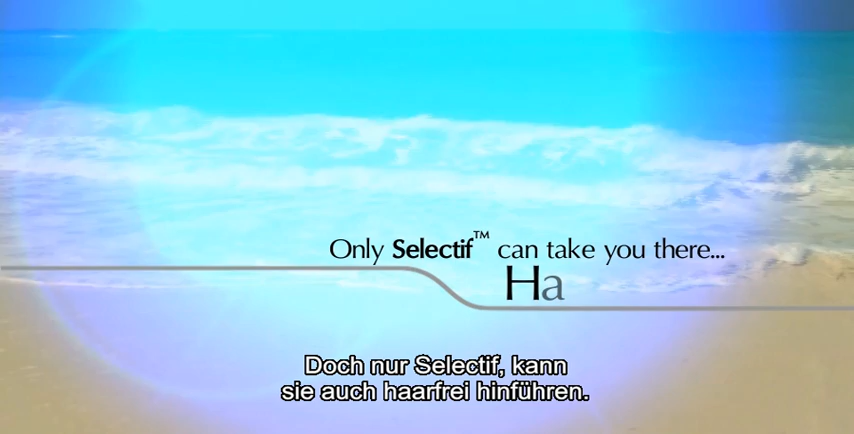 Only Selectif™ can take you there...
Ha
Doch nur Selectif, kann
sie auch haarfrei hinführen.